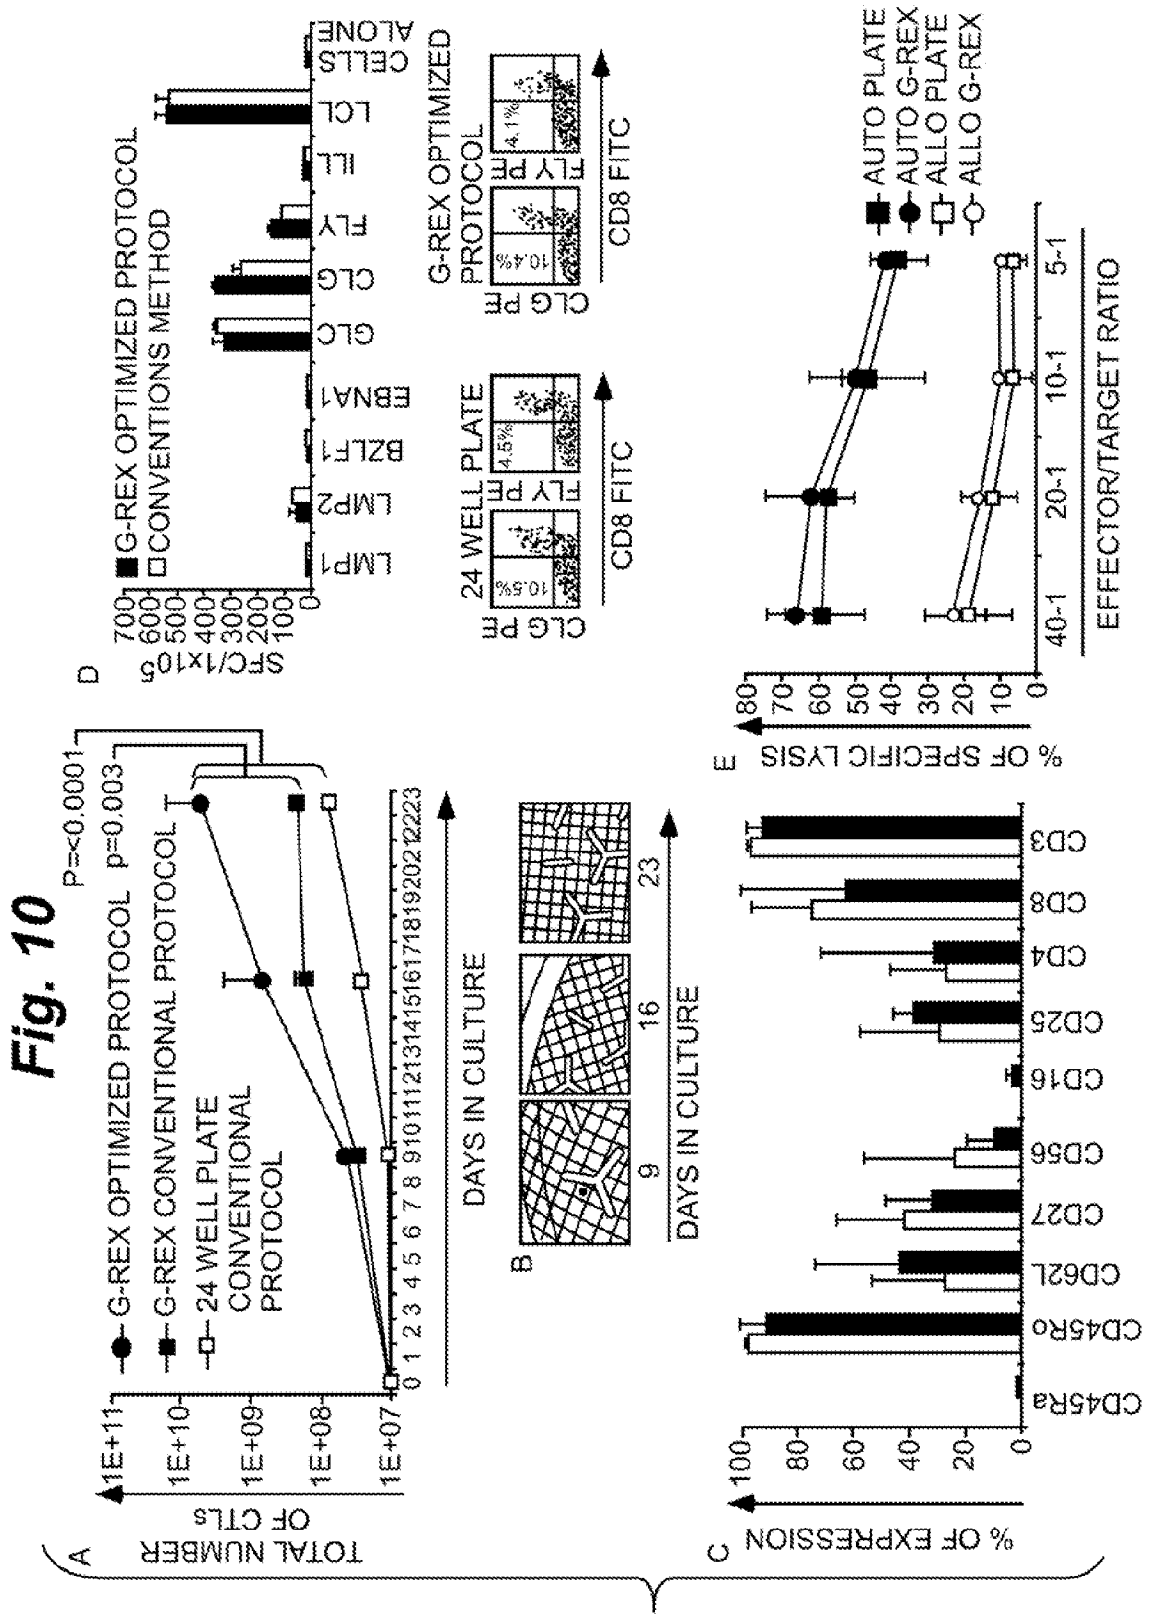 Fig. 10
A
P=<0.0001
G-REX OPTIMIZED PROTOCOL p=0.003
G-REX CONVENTIONAL PROTOCOL
24 WELL PLATE
CONVENTIONAL
PROTOCOL
TOTAL NUMBER
OF CTLs
1E+11
1E+10
1E+09
1E+08
1E+07
0 1 2 3 4 5 6 7 8 9 10 11 12 13 14 15 16 17 18 19 20 21 22 23
DAYS IN CULTURE
B
9 16 23
DAYS IN CULTURE
C
% OF EXPRESSION
100
80
60
40
20
0
CD45Ra CD45Ro CD62L CD27 CD56 CD16 CD25 CD4 CD8 CD3
D
G-REX OPTIMIZED PROTOCOL
CONVENTIONS METHOD
SFC/1x105
700
600
500
400
300
200
100
0
LMP1 LMP2 BZLF1 EBNA1 GLC CLG FLY ILL LCL CELLS
ALONE
24 WELL PLATE
CLG PE 10.5% FLY PE 4.5%
CD8 FITC
G-REX OPTIMIZED
PROTOCOL
CLG PE 10.4% FLY PE 4.1%
CD8 FITC
E
% OF SPECIFIC LYSIS
80
70
60
50
40
30
20
10
0
40-1 20-1 10-1 5-1
EFFECTOR/TARGET RATIO
AUTO PLATE
AUTO G-REX
ALLO PLATE
ALLO G-REX